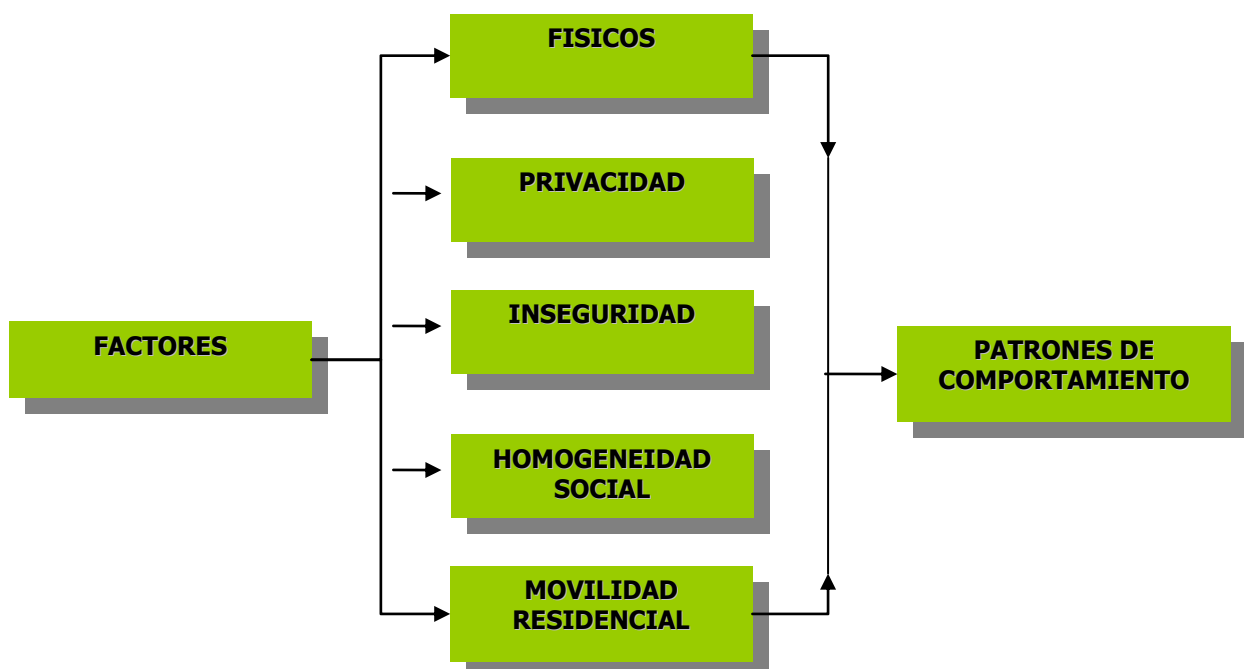 FISICOS
PRIVACIDAD
INSEGURIDAD
FACTORES
PATRONES DE
COMPORTAMIENTO
HOMOGENEIDAD
SOCIAL
MOVILIDAD
RESIDENCIAL